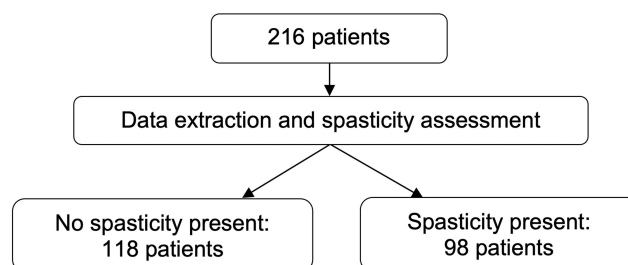 216 patients
Data extraction and spasticity assessment
No spasticity present:
118 patients
Spasticity present:
98 patients